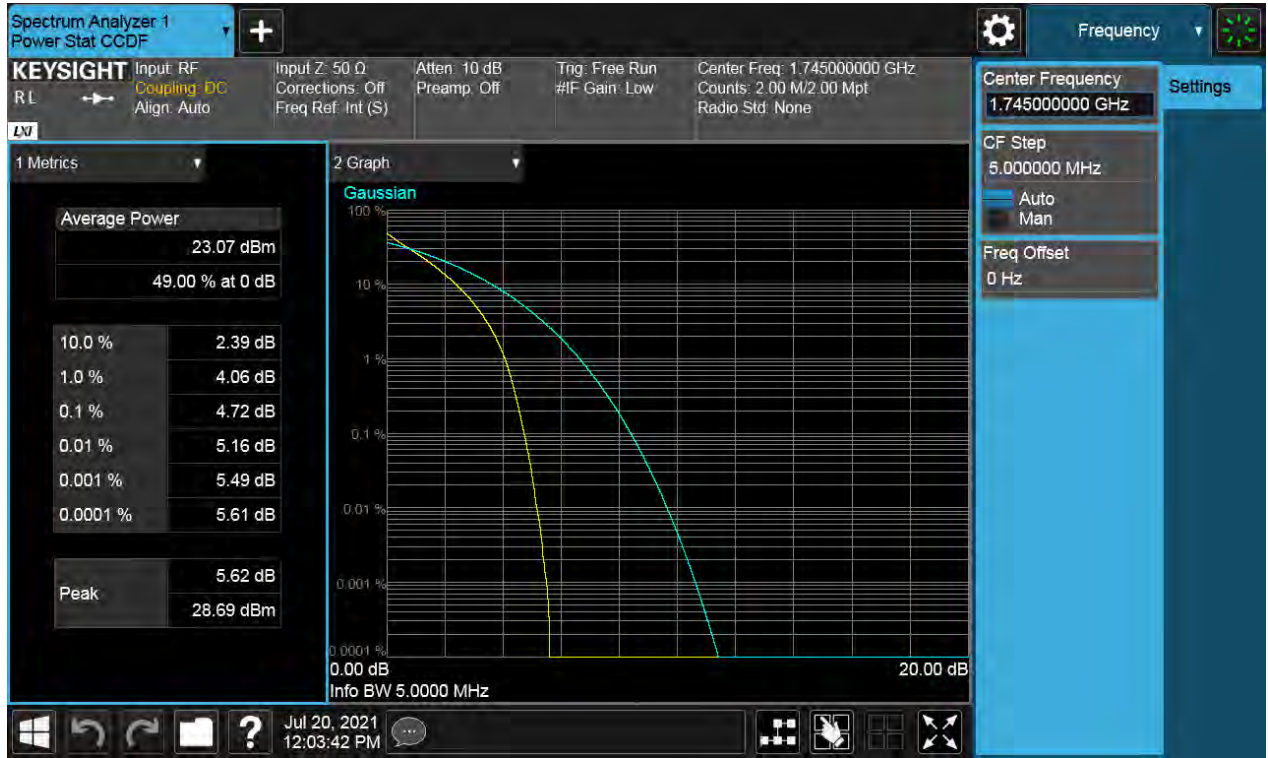 Spectrum Analyzer 1
Power Stat CCDF
Frequency
KEYSIGHT
RL
LXI
Input: RF
Coupling: DC
Align: Auto
Input Z: 50 Ω
Corrections: Off
Freq Ref: Int (S)
Atten: 10 dB
Preamp: Off
Trig: Free Run
#IF Gain: Low
Center Freq: 1.745000000 GHz
Counts: 2.00 M/2.00 Mpt
Radio Std: None
Center Frequency
1.745000000 GHz
Settings
CF Step
5.000000 MHz
Auto
Man
Freq Offset
0 Hz
1 Metrics
Average Power
23.07 dBm
49.00 % at 0 dB
10.0 % 2.39 dB
1.0 % 4.06 dB
0.1 % 4.72 dB
0.01 % 5.16 dB
0.001 % 5.49 dB
0.0001 % 5.61 dB
Peak
5.62 dB
28.69 dBm
2 Graph
Gaussian
100 %
10 %
1 %
0.1 %
0.01 %
0.001 %
0.0001 %
0.00 dB 20.00 dB
Info BW 5.0000 MHz
Jul 20, 2021
12:03:42 PM